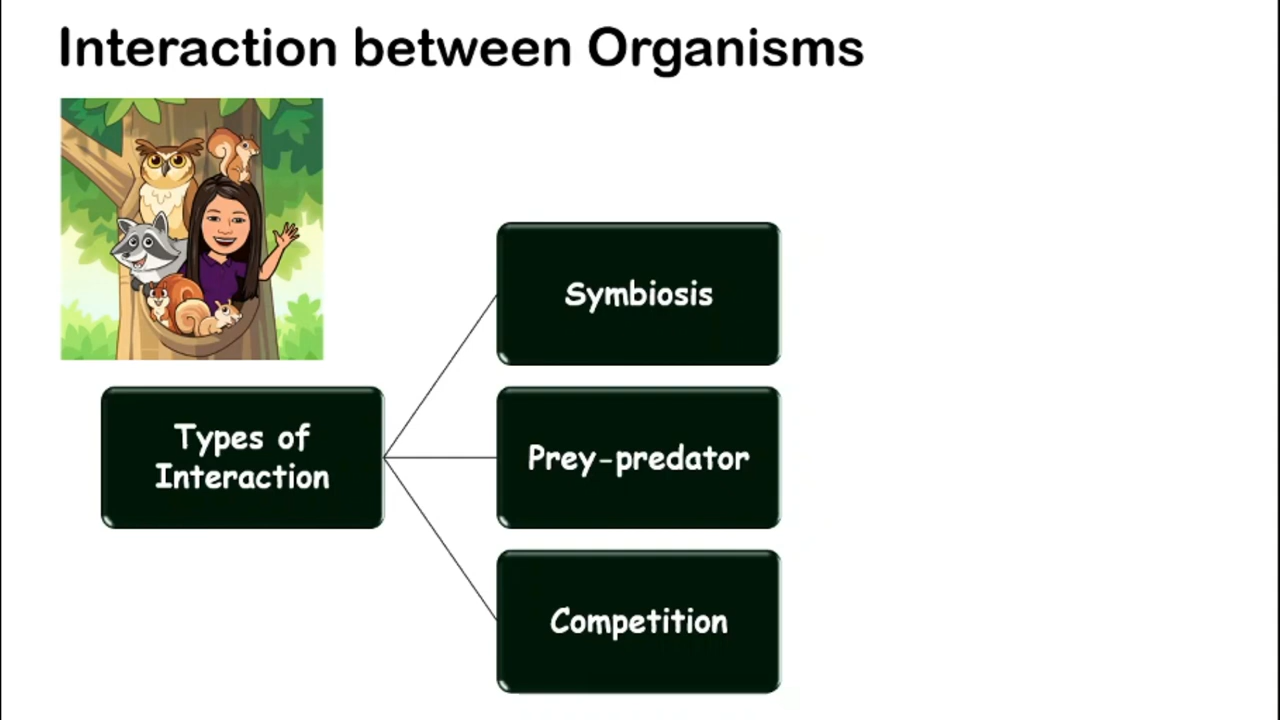 Interaction between Organisms
Types of
Interaction
Symbiosis
Prey-predator
Competition